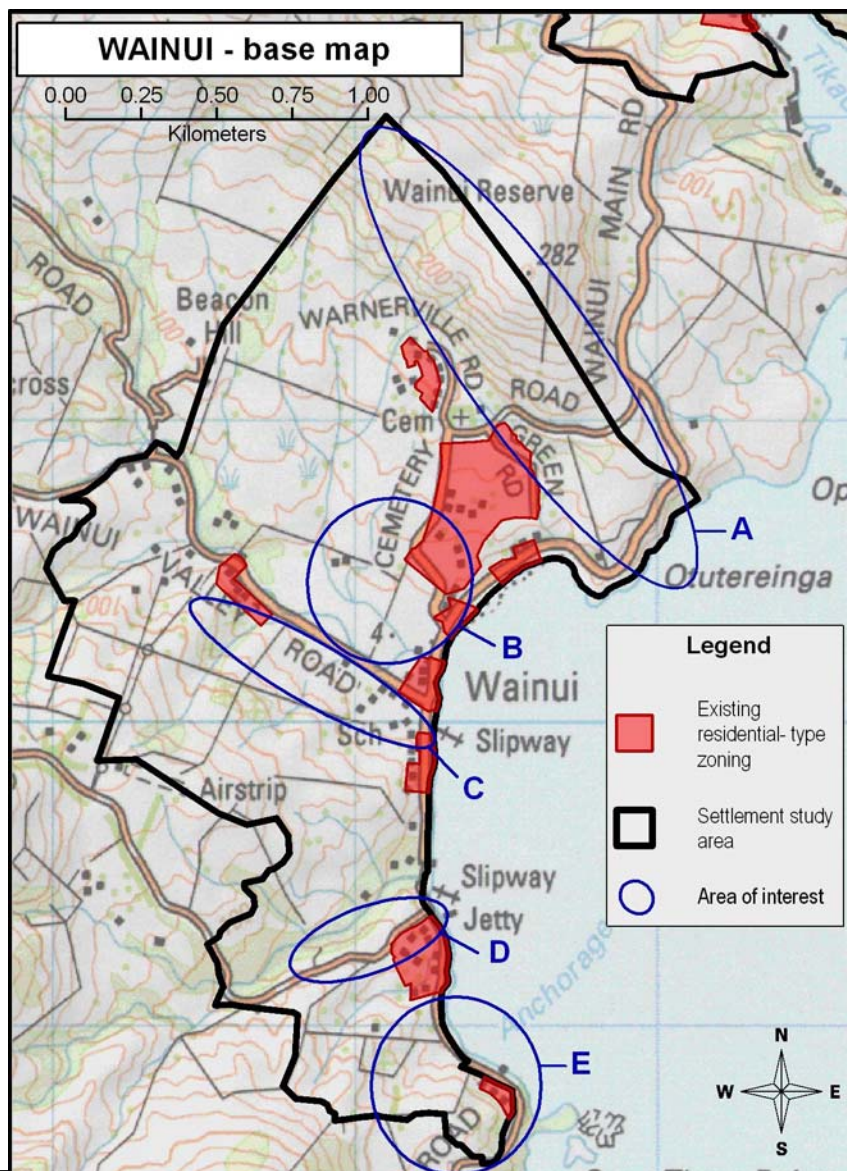 WAINUI - base map
0.00 0.25 0.50 0.75 1.00
Kilometers
Wainui Reserve
WAINUI MAIN RD
100
200
282
ROAD
Beacon
Hill
100
WARNERVILLE RD
ROAD
cross
Cem
CEMETERY
GREEN
RD
WAINUI
VALLEY
ROAD
100
4
A
Otutereinga
Op
B
Wainui
Sch
Slipway
C
Airstrip
Slipway
Jetty
D
Anchorage
E
ROAD
Legend
Existing
residential- type
zoning
Settlement study
area
Area of interest
N
W E
S